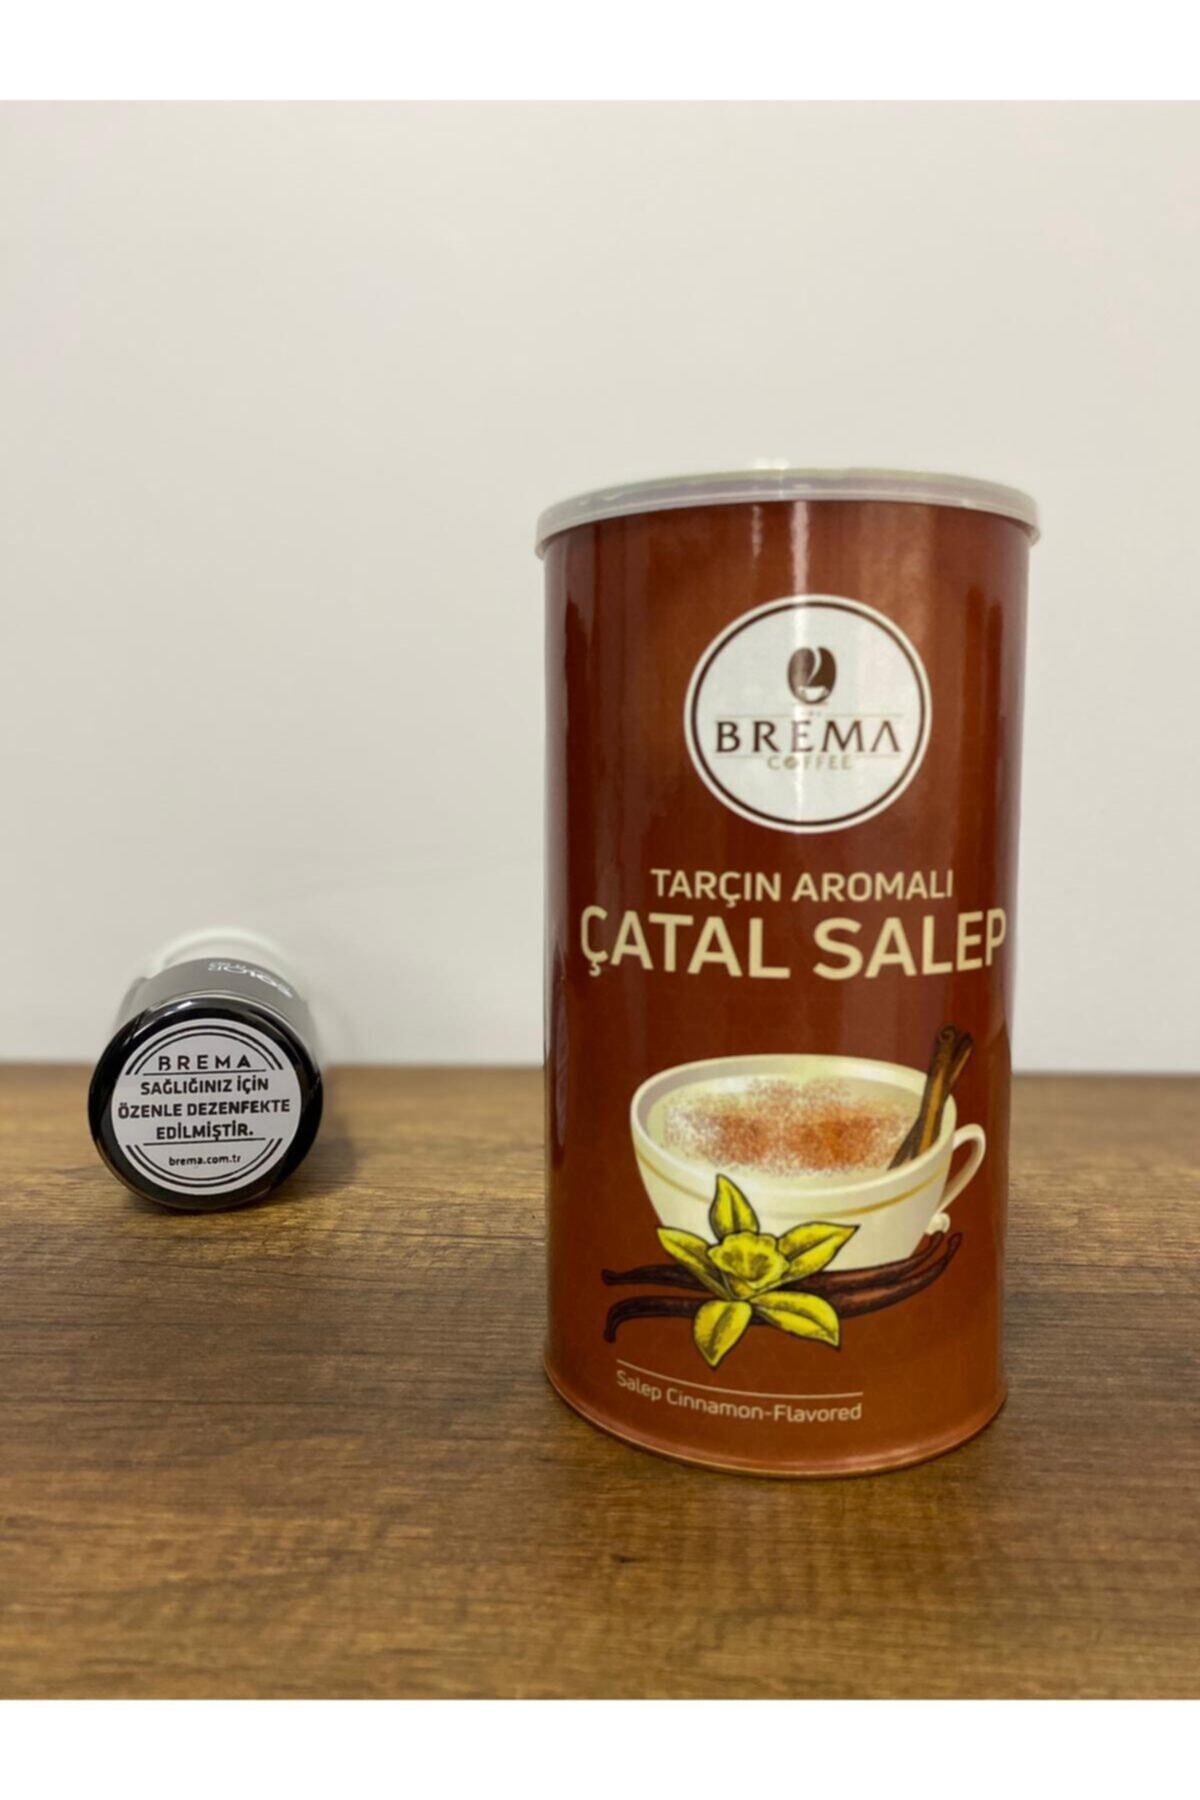 BREMA
COFFEE
TARÇIN AROMALI
ÇATAL SALEP
Salep Cinnamon-Flavored
BREMA
SAĞLIĞINIZ İÇİN
ÖZENLE DEZENFEKTE
EDİLMİŞTİR.
brema.com.tr